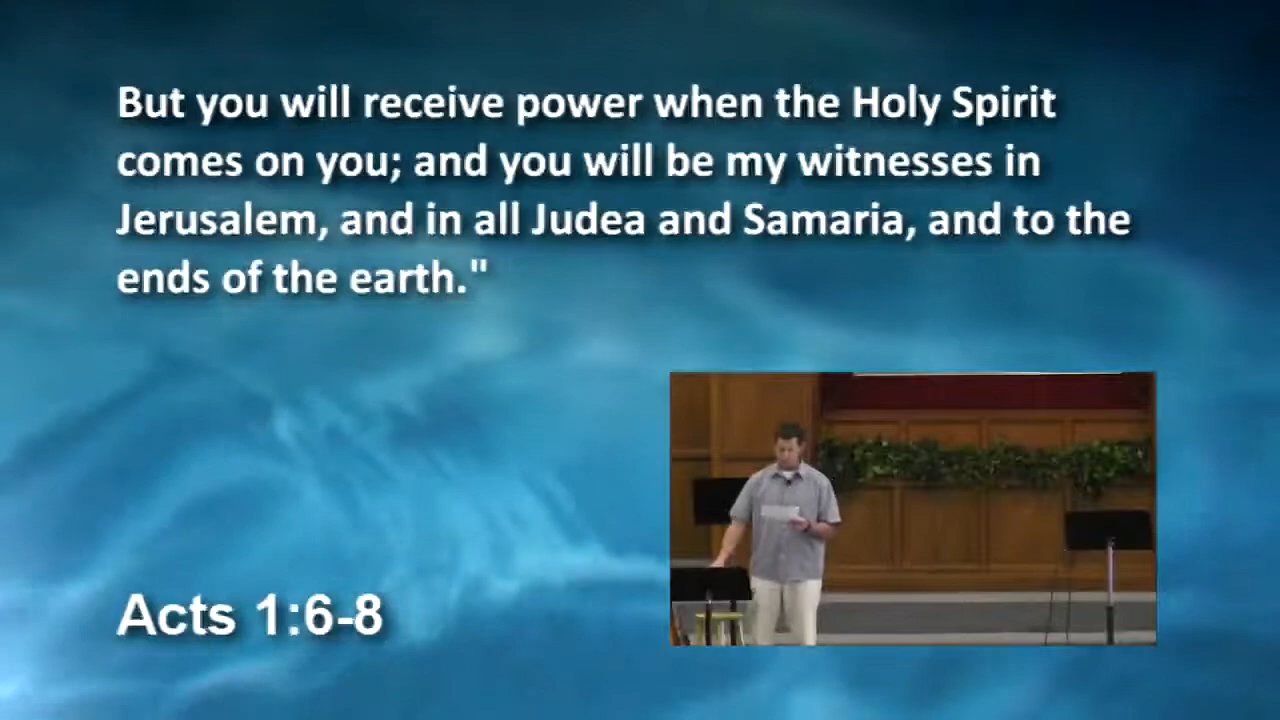 But you will receive power when the Holy Spirit
comes on you; and you will be my witnesses in
Jerusalem, and in all Judea and Samaria, and to the
ends of the earth."
Acts 1:6-8